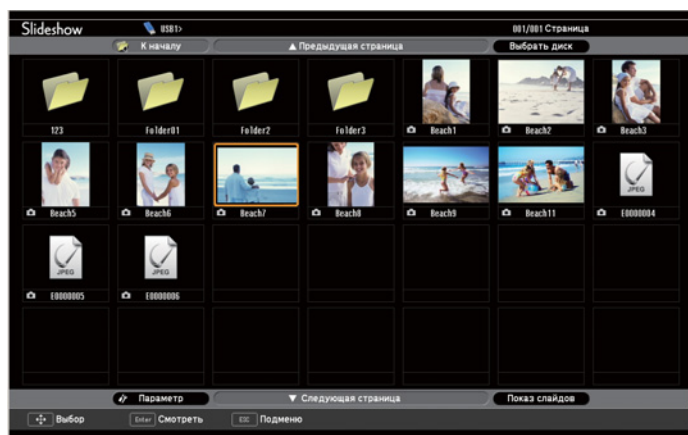 Slideshow USB1> 001/001 Страница
К началу ▲ Предыдущая страница Выбрать диск
123 Folder01 Folder2 Folder3 Beach1 Beach2 Beach3
Beach5 Beach6 Beach7 Beach8 Beach9 Beach11 JPEG E0000004
JPEG E0000005 JPEG E0000006
Параметр ▼ Следующая страница Показ слайдов
Выбор Enter Смотреть ESC Подменю